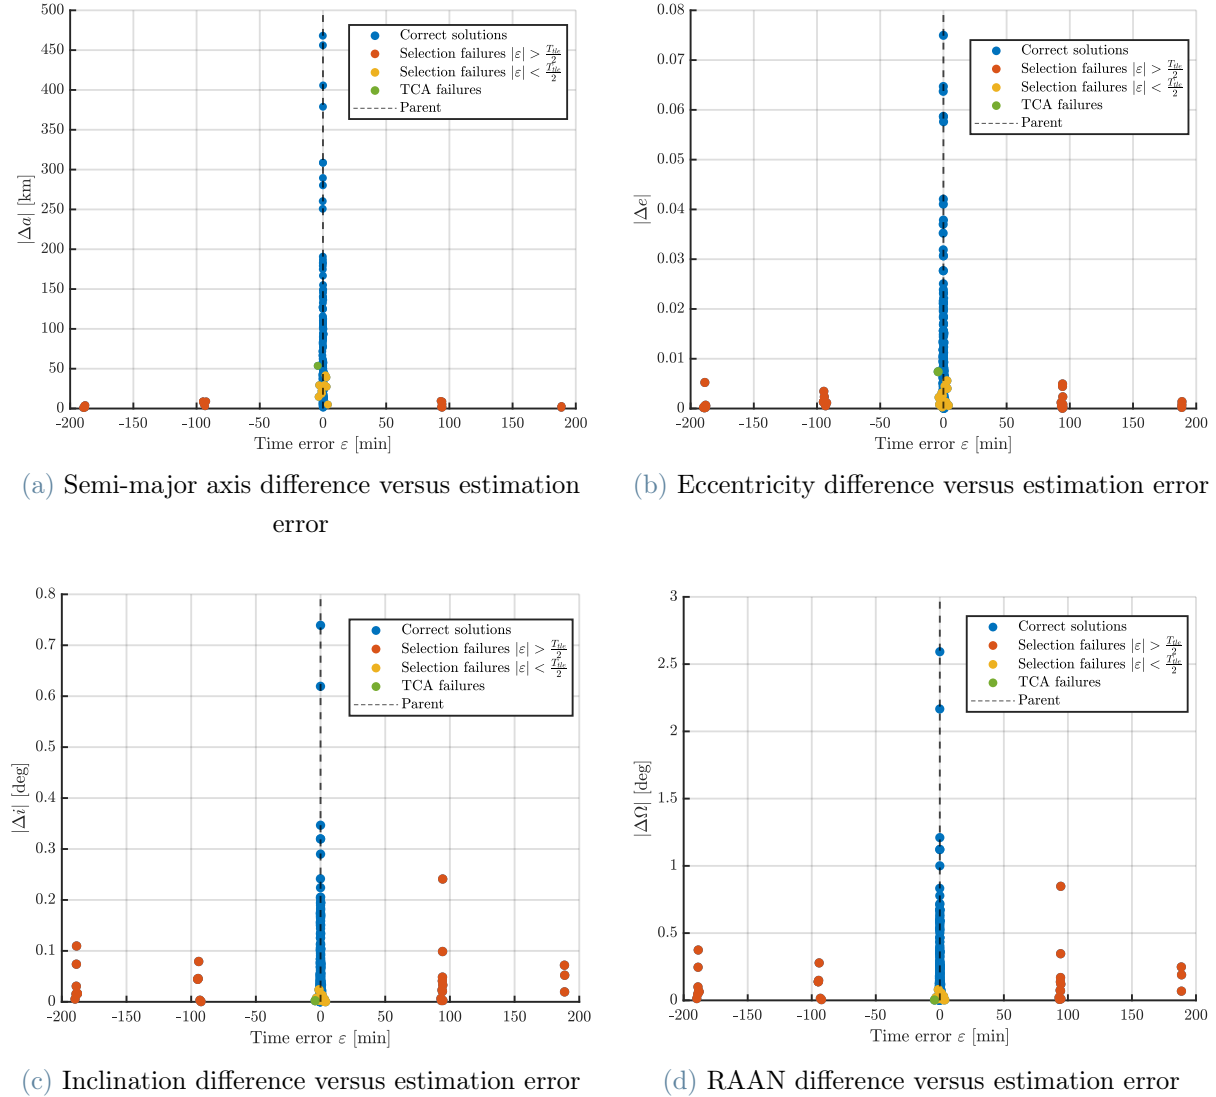 500
450
400
350
300
250
200
150
100
50
0
|Δa| [km]
-200 -150 -100 -50 0 50 100 150 200
Time error ε [min]
Correct solutions
Selection failures |ε| > T_tle/2
Selection failures |ε| < T_tle/2
TCA failures
Parent
(a) Semi-major axis difference versus estimation
error
0.08
0.07
0.06
0.05
0.04
0.03
0.02
0.01
0
|Δe|
-200 -150 -100 -50 0 50 100 150 200
Time error ε [min]
Correct solutions
Selection failures |ε| > T_tle/2
Selection failures |ε| < T_tle/2
TCA failures
Parent
(b) Eccentricity difference versus estimation error
0.8
0.7
0.6
0.5
0.4
0.3
0.2
0.1
0
|Δi| [deg]
-200 -150 -100 -50 0 50 100 150 200
Time error ε [min]
Correct solutions
Selection failures |ε| > T_tle/2
Selection failures |ε| < T_tle/2
TCA failures
Parent
(c) Inclination difference versus estimation error
3
2.5
2
1.5
1
0.5
0
|ΔΩ| [deg]
-200 -150 -100 -50 0 50 100 150 200
Time error ε [min]
Correct solutions
Selection failures |ε| > T_tle/2
Selection failures |ε| < T_tle/2
TCA failures
Parent
(d) RAAN difference versus estimation error